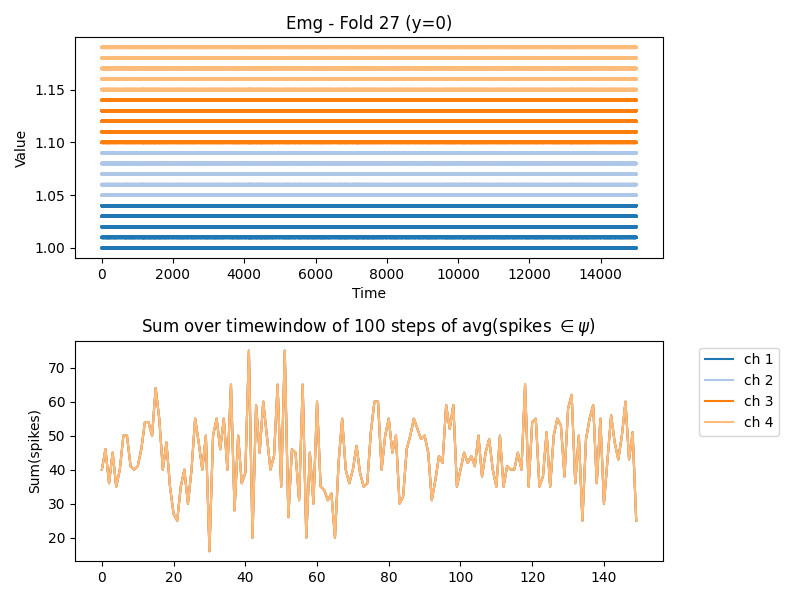 Emg - Fold 27 (y=0)
Value
1.15
1.10
1.05
1.00
0 2000 4000 6000 8000 10000 12000 14000
Time
Sum over timewindow of 100 steps of avg(spikes ∈ ψ)
Sum(spikes)
70
60
50
40
30
20
0 20 40 60 80 100 120 140
ch 1
ch 2
ch 3
ch 4